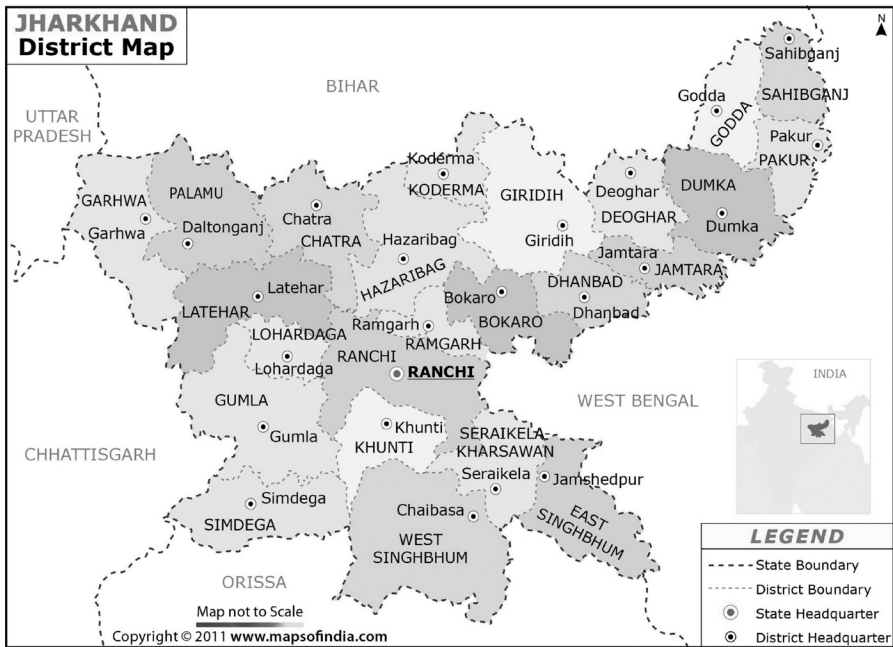 JHARKHAND
District Map
N
BIHAR
UTTAR
PRADESH
Sahibganj
SAHIBGANJ
Godda
GODDA
Pakur
PAKUR
Koderma
KODERMA
GIRIDIH
Giridih
Deoghar
DEOGHAR
DUMKA
Dumka
GARHWA
Garhwa
PALAMU
Daltonganj
Chatra
CHATRA
Hazaribag
HAZARIBAG
Jamtara
JAMTARA
DHANBAD
Dhanbad
Bokaro
BOKARO
Latehar
LATEHAR
LOHARDAGA
Lohardaga
Ramgarh
RAMGARH
RANCHI
RANCHI
GUMLA
Gumla
Khunti
KHUNTI
SERAIKELA-
KHARSAWAN
Seraikela
Jamshedpur
EAST
SINGHBHUM
Chaibasa
WEST
SINGHBHUM
Simdega
SIMDEGA
WEST BENGAL
CHHATTISGARH
ORISSA
INDIA
LEGEND
State Boundary
District Boundary
State Headquarter
District Headquarter
Map not to Scale
Copyright © 2011 www.mapsofindia.com